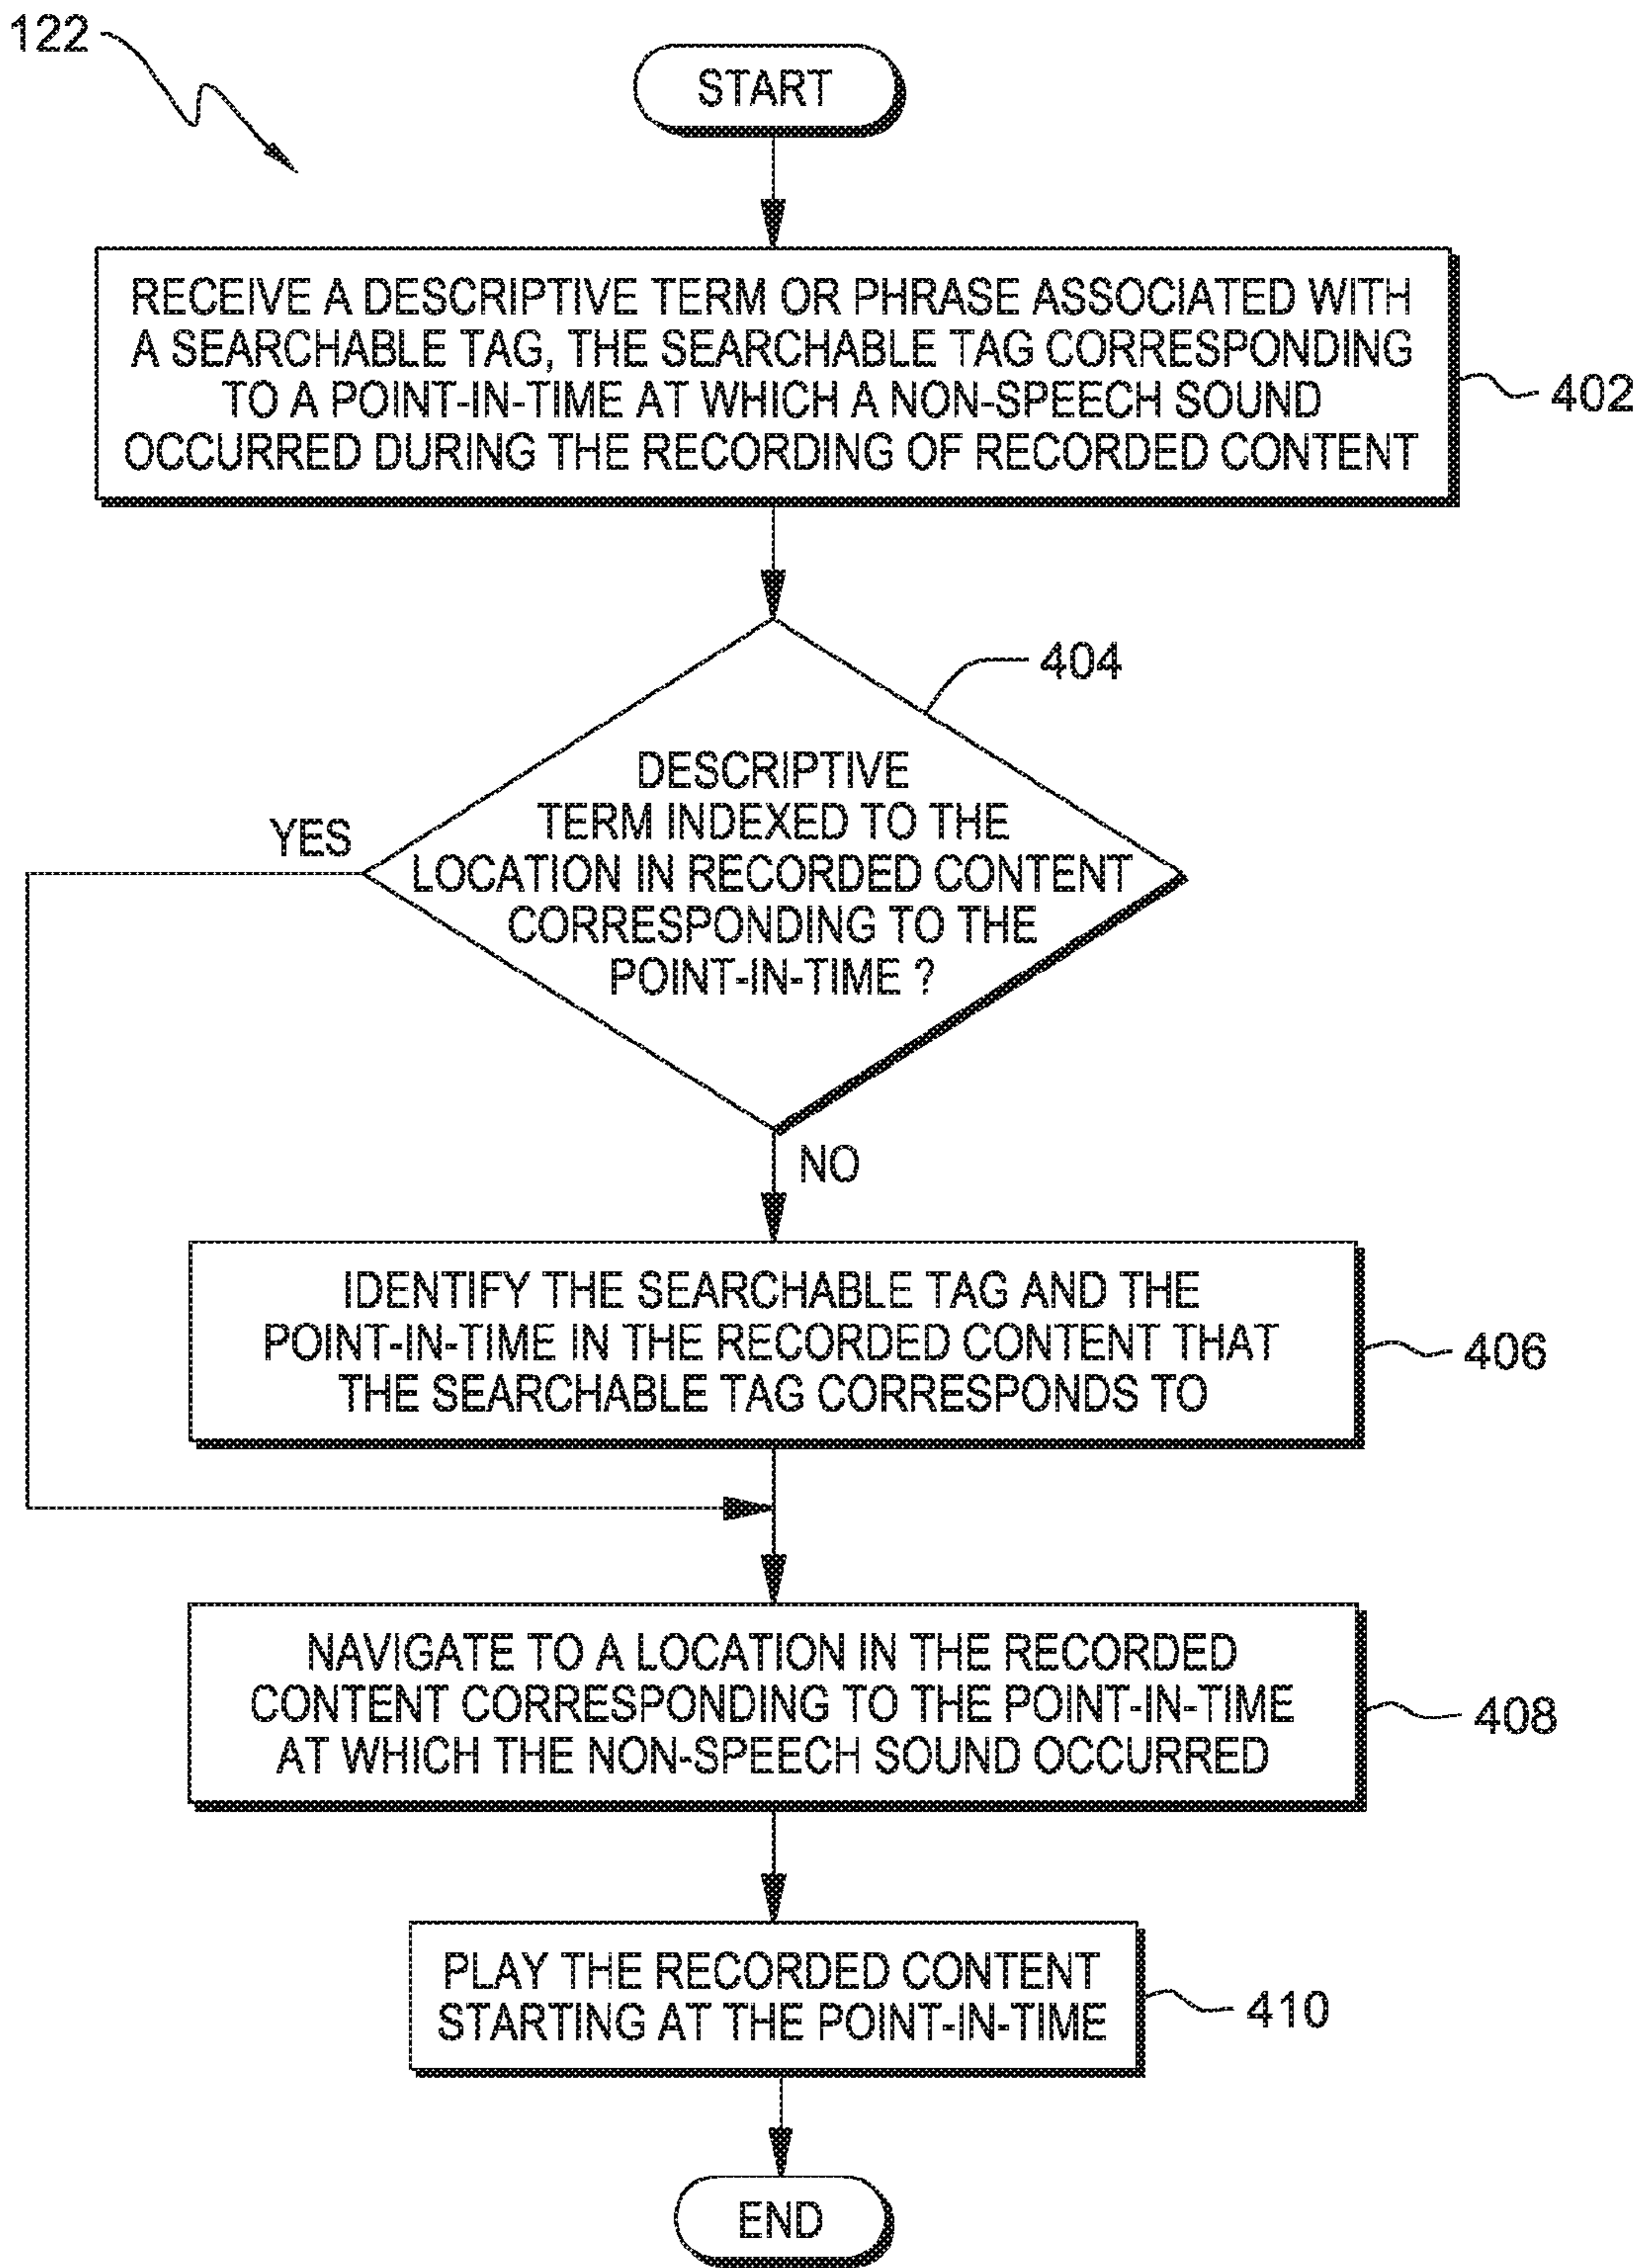 122
START
RECEIVE A DESCRIPTIVE TERM OR PHRASE ASSOCIATED WITH
A SEARCHABLE TAG, THE SEARCHABLE TAG CORRESPONDING
TO A POINT-IN-TIME AT WHICH A NON-SPEECH SOUND
OCCURRED DURING THE RECORDING OF RECORDED CONTENT
402
404
DESCRIPTIVE
TERM INDEXED TO THE
LOCATION IN RECORDED CONTENT
CORRESPONDING TO THE
POINT-IN-TIME ?
YES
NO
IDENTIFY THE SEARCHABLE TAG AND THE
POINT-IN-TIME IN THE RECORDED CONTENT THAT
THE SEARCHABLE TAG CORRESPONDS TO
406
NAVIGATE TO A LOCATION IN THE RECORDED
CONTENT CORRESPONDING TO THE POINT-IN-TIME
AT WHICH THE NON-SPEECH SOUND OCCURRED
408
PLAY THE RECORDED CONTENT
STARTING AT THE POINT-IN-TIME
410
END